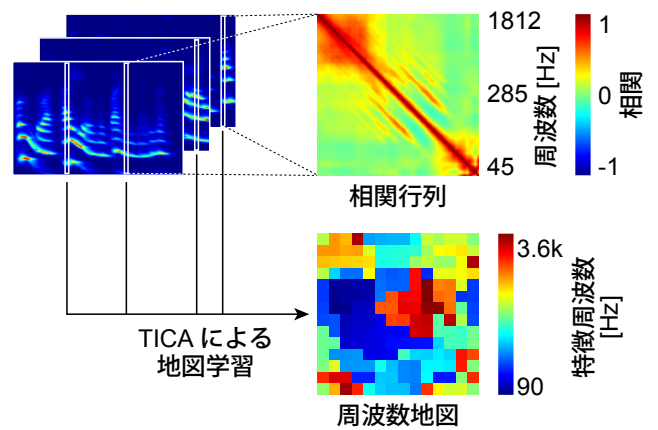 1812
285
45
周波数 [Hz]
1
0
-1
相関
相関行列
TICA による
地図学習
3.6k
90
特徴周波数
[Hz]
周波数地図